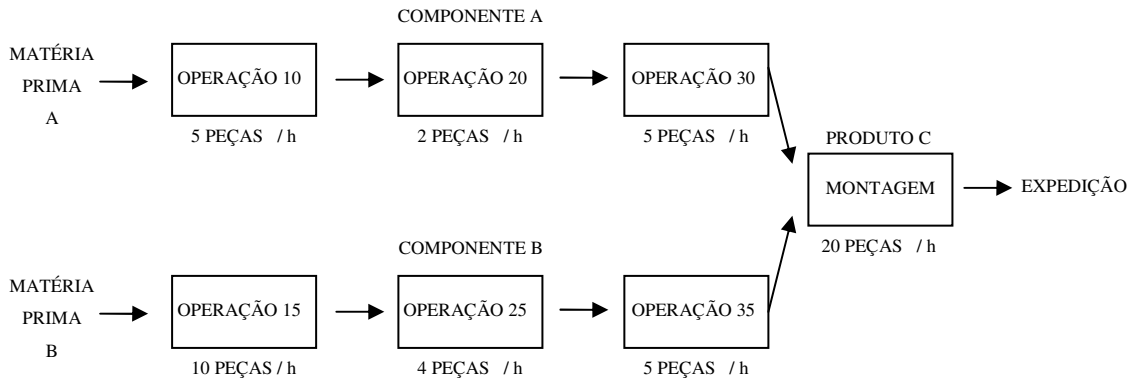 COMPONENTE A
MATÉRIA
PRIMA
A
OPERAÇÃO 10
OPERAÇÃO 20
OPERAÇÃO 30
5 PEÇAS / h
2 PEÇAS / h
5 PEÇAS / h
PRODUTO C
MONTAGEM
EXPEDIÇÃO
20 PEÇAS / h
COMPONENTE B
MATÉRIA
PRIMA
B
OPERAÇÃO 15
OPERAÇÃO 25
OPERAÇÃO 35
10 PEÇAS / h
4 PEÇAS / h
5 PEÇAS / h